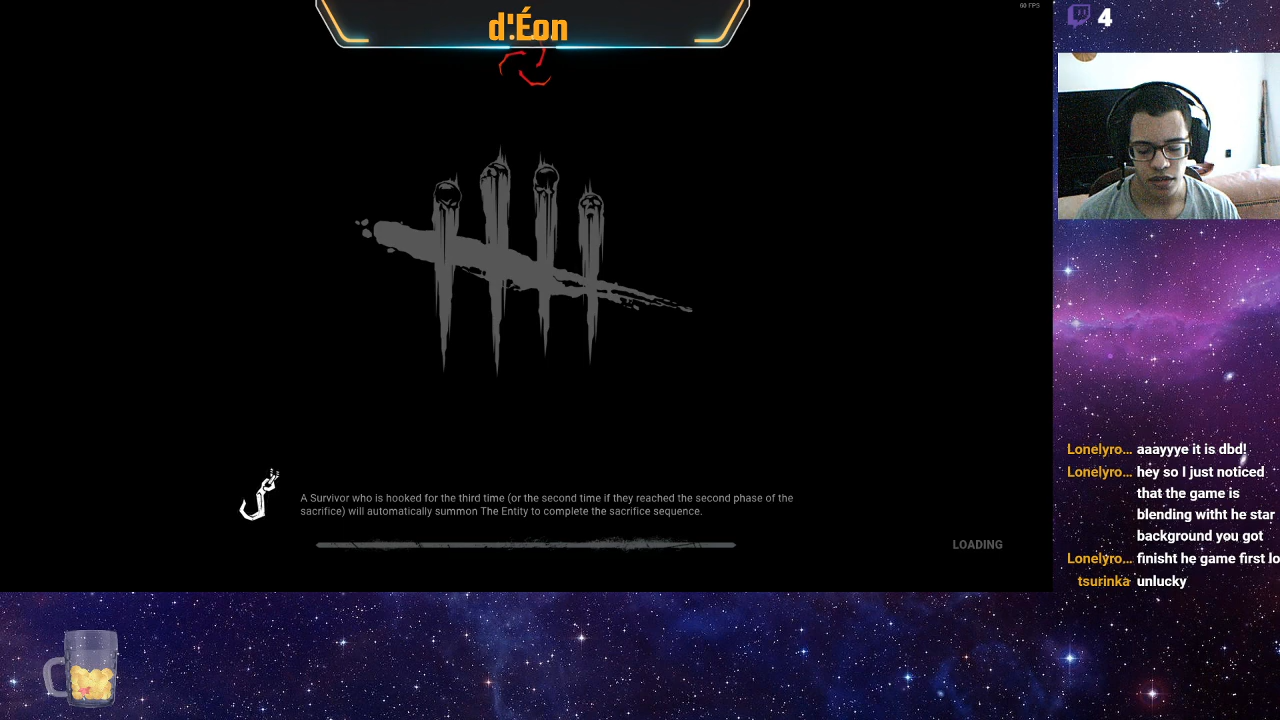 d'Éon
60 FPS
4
A Survivor who is hooked for the third time (or the second time if they reached the second phase of the
sacrifice) will automatically summon The Entity to complete the sacrifice sequence.
LOADING
Lonelyro... aaayyye it is dbd!
Lonelyro... hey so I just noticed
that the game is
blending witht he star
background you got
Lonelyro... finisht he game first lo
tsurinka unlucky